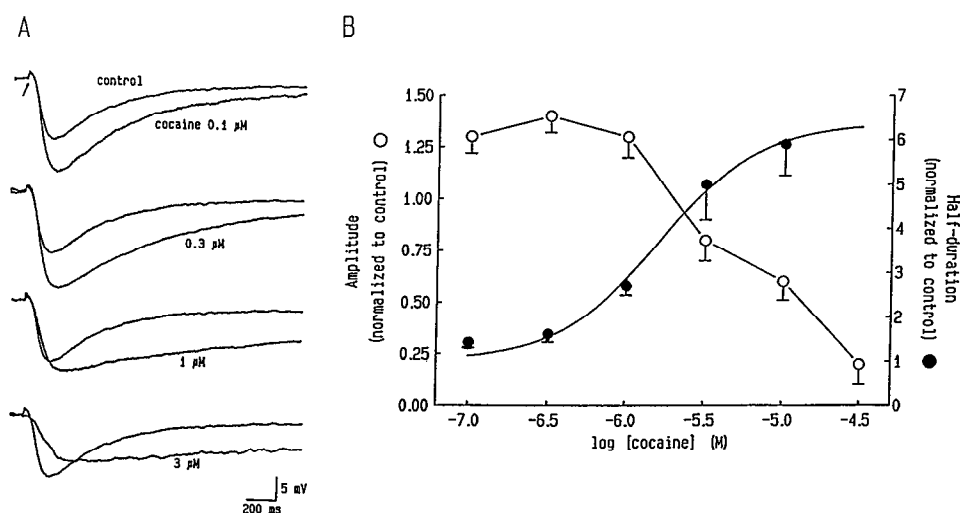 A
control
cocaine 0.1 µM
0.3 µM
1 µM
3 µM
5 mV
200 ms
B
Amplitude
(normalized to control)
1.50
1.25
1.00
0.75
0.50
0.25
0.00
-7.0
-6.5
-6.0
-5.5
-5.0
-4.5
log [cocaine] (M)
7
6
5
4
3
2
1
0
Half-duration
(normalized to control)